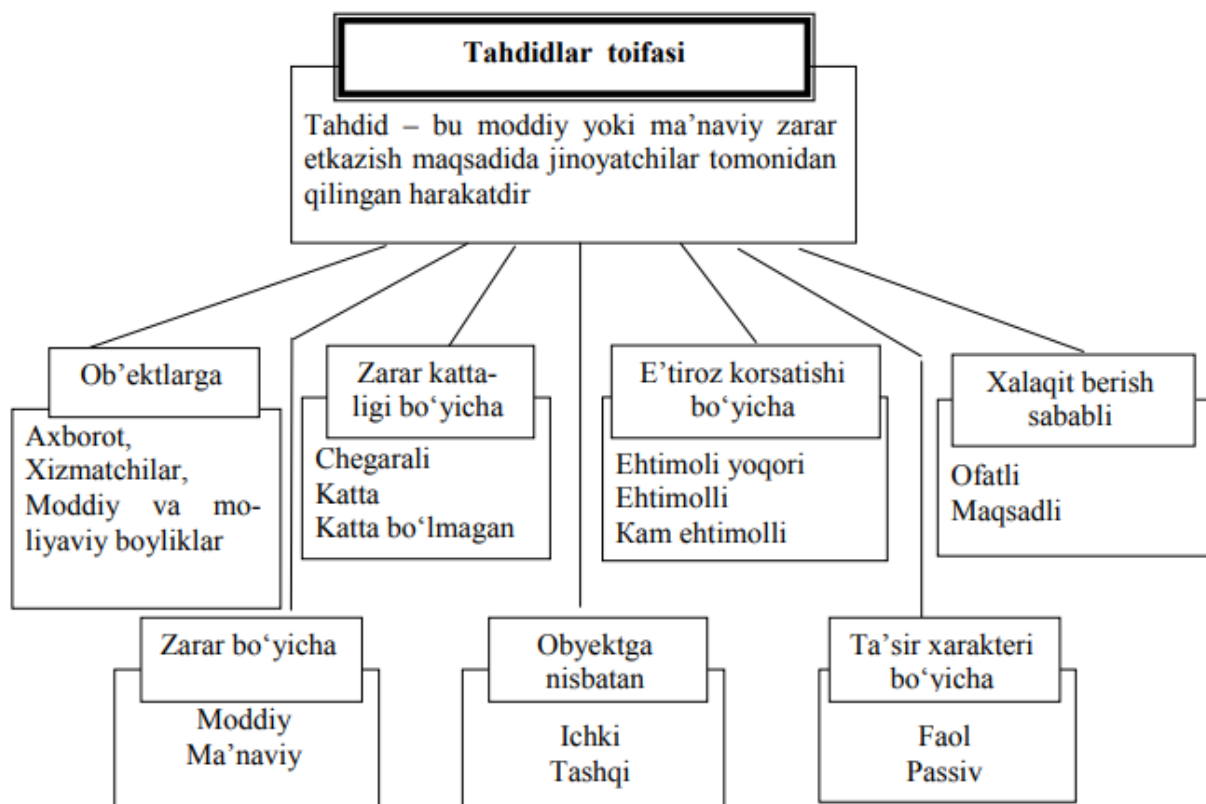 Tahdidlar toifasi
Tahdid – bu moddiy yoki ma’naviy zarar
etkazish maqsadida jinoyatchilar tomonidan
qilingan harakatdir
Ob’ektlarga
Axborot,
Xizmatchilar,
Moddiy va mo-
liyaviy boyliklar
Zarar katta-
ligi bo‘yicha
Chegarali
Katta
Katta bo‘lmagan
E’tiroz korsatishi
bo‘yicha
Ehtimoli yoqori
Ehtimolli
Kam ehtimolli
Xalaqit berish
sababli
Ofatli
Maqsadli
Zarar bo‘yicha
Moddiy
Ma’naviy
Obyektga
nisbatan
Ichki
Tashqi
Ta’sir xarakteri
bo‘yicha
Faol
Passiv